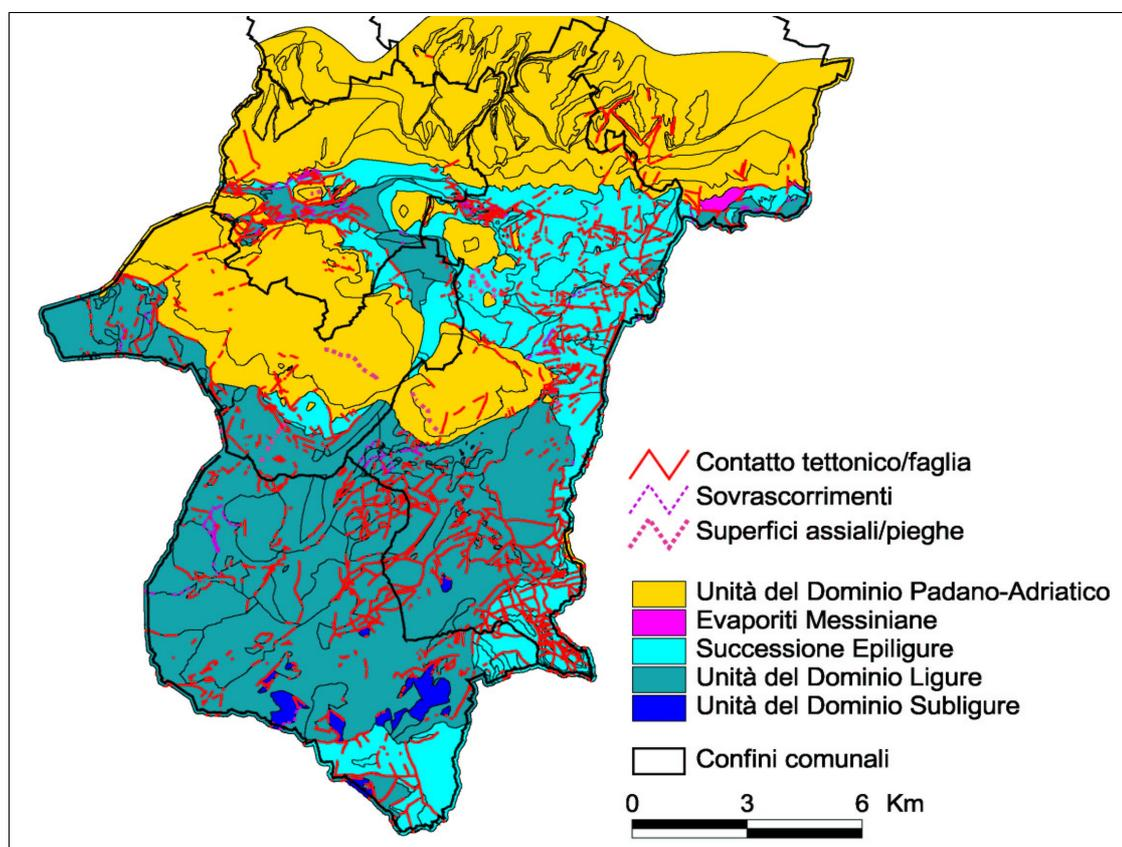 Contatto tettonico/faglia
Sovrascorrimenti
Superfici assiali/pieghe
Unità del Dominio Padano-Adriatico
Evaporiti Messiniane
Successione Epiligure
Unità del Dominio Ligure
Unità del Dominio Subligure
Confini comunali
0 3 6 Km